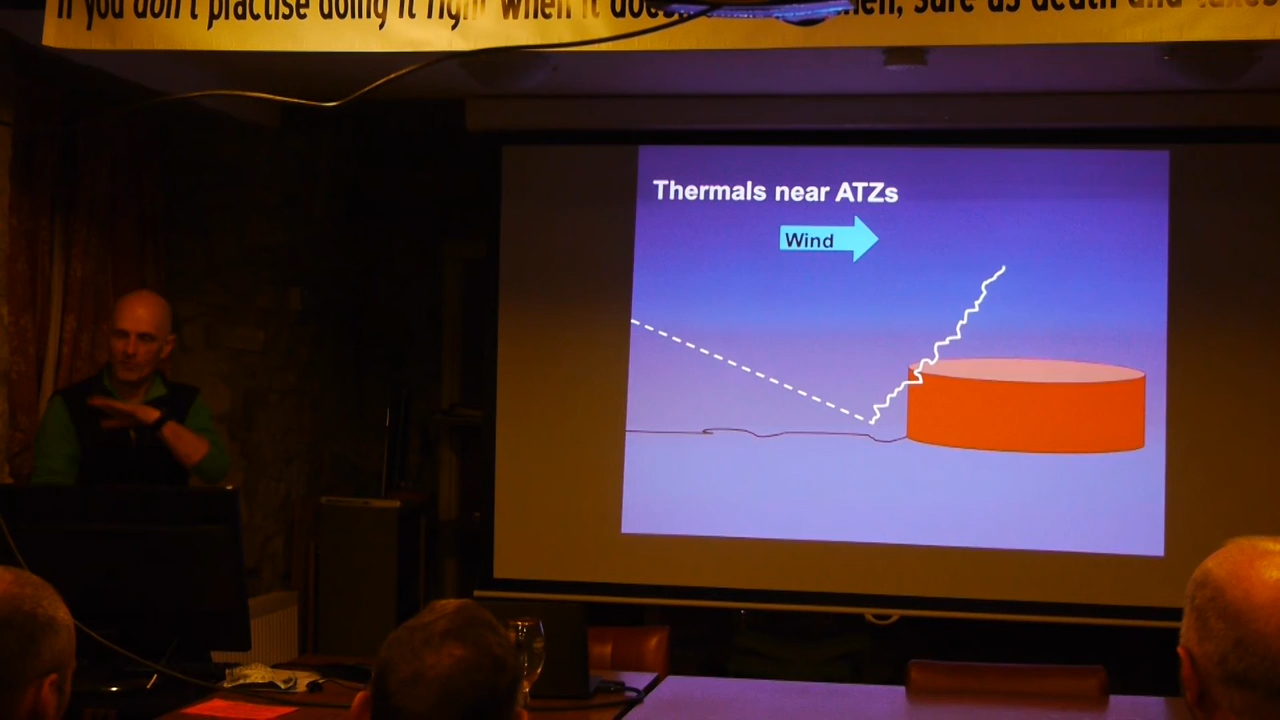 If you don't practise doing it right when it does then, sure as death and taxes
Thermals near ATZs
Wind